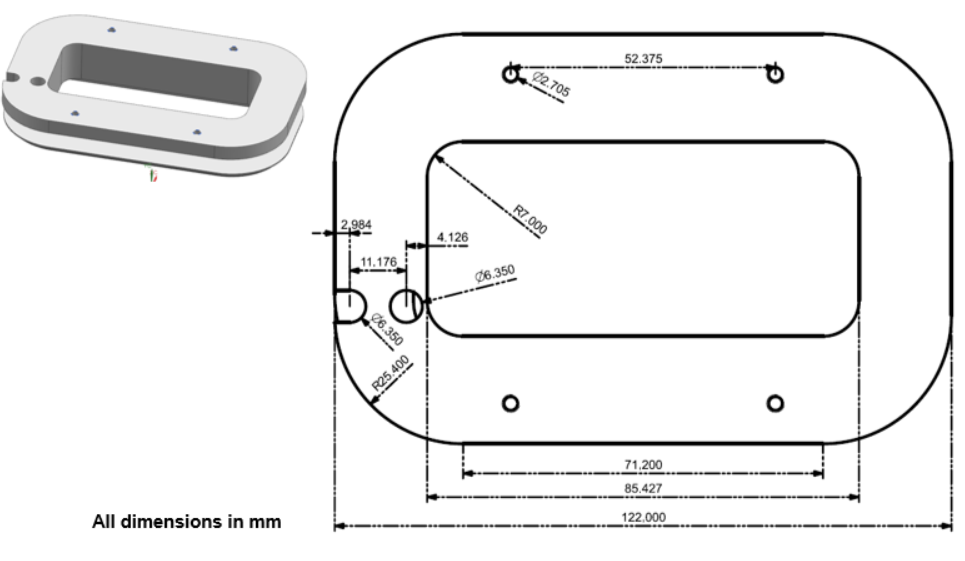 52.375
Ø2.705
R7.000
2.984
4.126
11.176
Ø6.350
Ø6.350
R25.400
71.200
85.427
122.000
All dimensions in mm